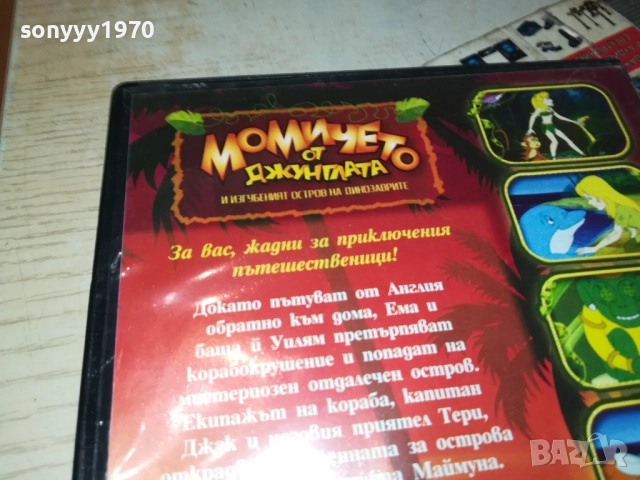 sonyyy1970
МОМИЧЕТО
ОТ
ДЖУНГЛАТА
И ИЗГУБЕНИЯТ ОСТРОВ НА ДИНОЗАВРИТЕ
За вас, жадни за приключения
пътешественици!
Докато пътуват от Англия
обратно към дома, Ема и
баща й Уилям претърпяват
корабокрушение и попадат на
мистериозен отдалечен остров.
Екипажът на кораба, капитан
Джак и неговия приятел Тери,
за острова
Маймуна.
BAZAR